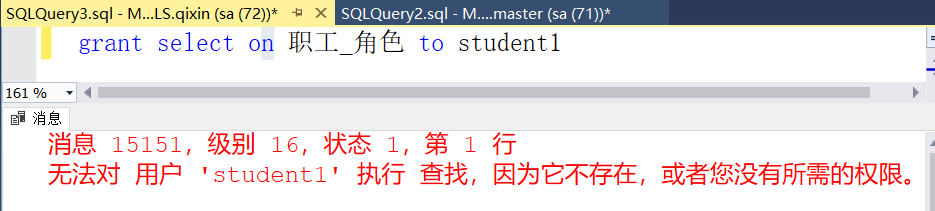 SQLQuery3.sql - M...LS.qixin (sa (72))* SQLQuery2.sql - M....master (sa (71))*
grant select on 职工_角色 to student1
161 %
消息
消息 15151，级别 16，状态 1，第 1 行
无法对 用户 'student1' 执行 查找，因为它不存在，或者您没有所需的权限。